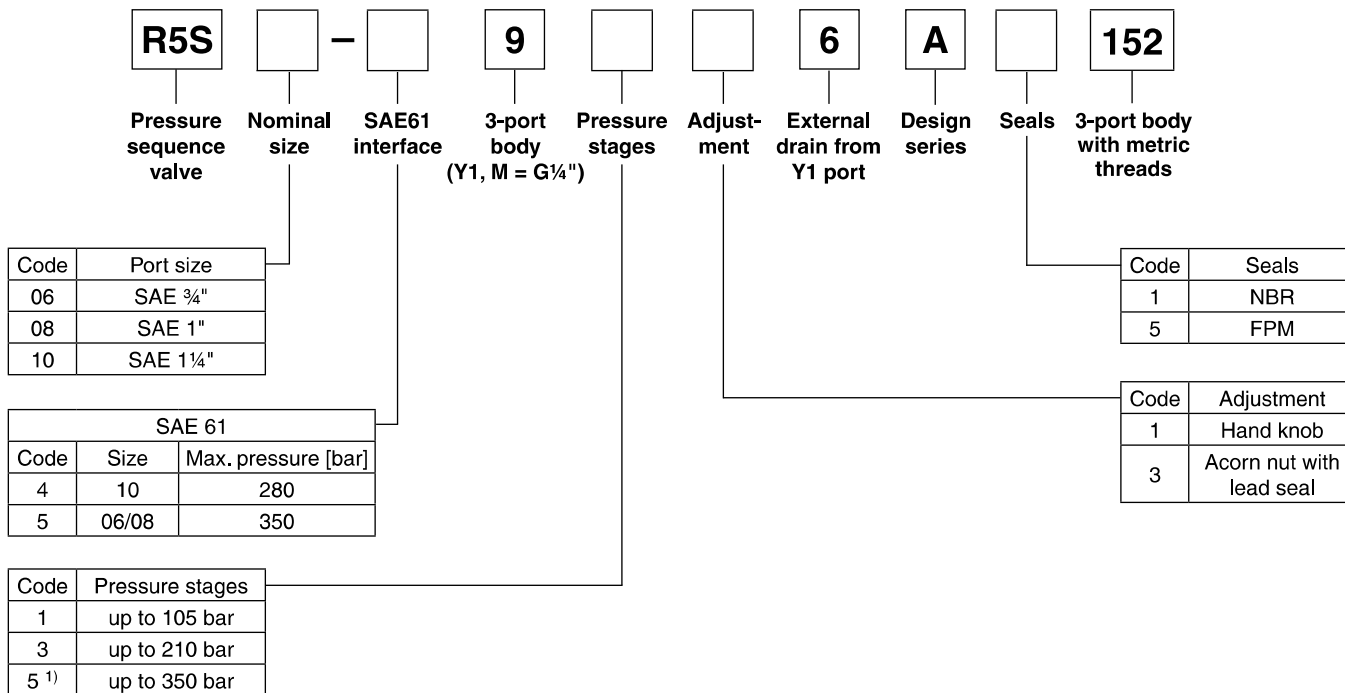 R5S – 9 6 A 152
Pressure Nominal SAE61 3-port Pressure Adjust- External Design Seals 3-port body
sequence size interface body stages ment drain from series with metric
valve (Y1, M = G¼") Y1 port threads
Code Port size
06 SAE ¾"
08 SAE 1"
10 SAE 1¼"
Code Seals
1 NBR
5 FPM
SAE 61
Code Size Max. pressure [bar]
4 10 280
5 06/08 350
Code Adjustment
1 Hand knob
3 Acorn nut with
lead seal
Code Pressure stages
1 up to 105 bar
3 up to 210 bar
5 ¹⁾ up to 350 bar